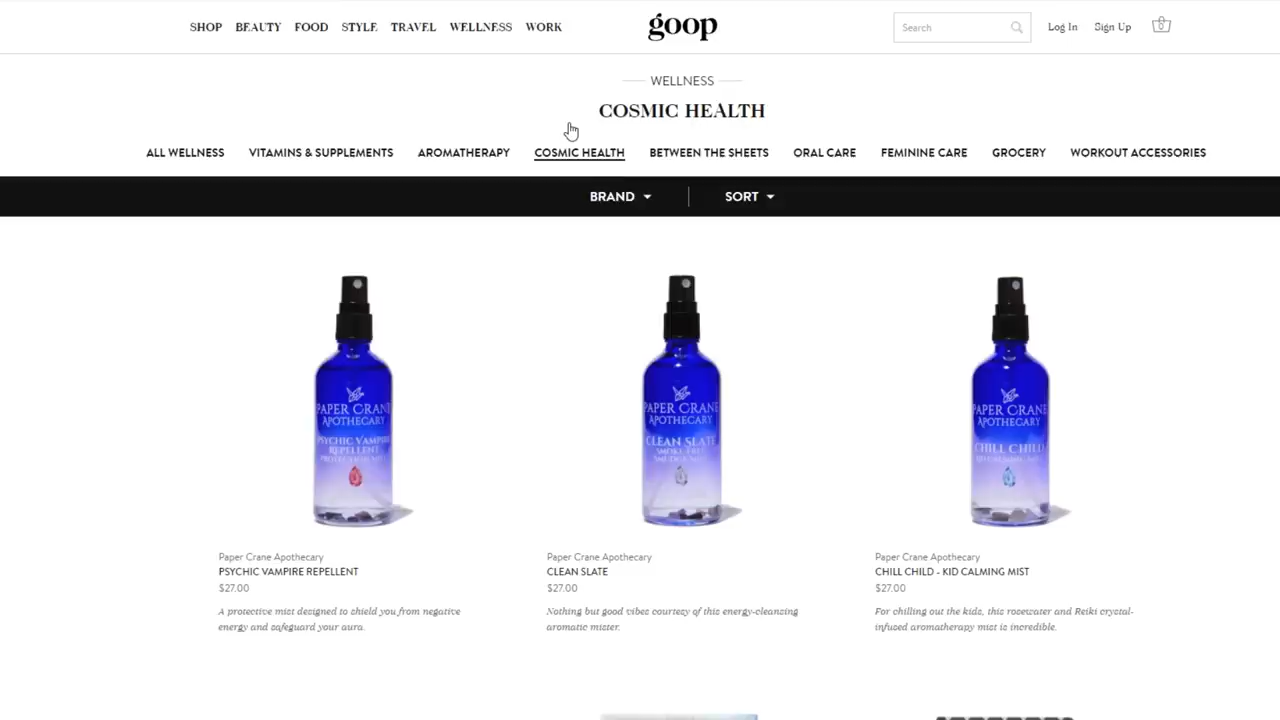 SHOP BEAUTY FOOD STYLE TRAVEL WELLNESS WORK
goop
Search
Log In Sign Up
0
WELLNESS
COSMIC HEALTH
ALL WELLNESS VITAMINS & SUPPLEMENTS AROMATHERAPY COSMIC HEALTH BETWEEN THE SHEETS ORAL CARE FEMININE CARE GROCERY WORKOUT ACCESSORIES
BRAND SORT
PAPER CRANE
APOTHECARY
PSYCHIC VAMPIRE
REPELLENT
PAPER CRANE
APOTHECARY
CLEAN SLATE
SMOKE-FREE
PAPER CRANE
APOTHECARY
CHILL CHILD
Paper Crane Apothecary
PSYCHIC VAMPIRE REPELLENT
$27.00
A protective mist designed to shield you from negative
energy and safeguard your aura.
Paper Crane Apothecary
CLEAN SLATE
$27.00
Nothing but good vibes courtesy of this energy-cleansing
aromatic mister.
Paper Crane Apothecary
CHILL CHILD - KID CALMING MIST
$27.00
For chilling out the kids, this rosewater and Reiki crystal-
infused aromatherapy mist is incredible.